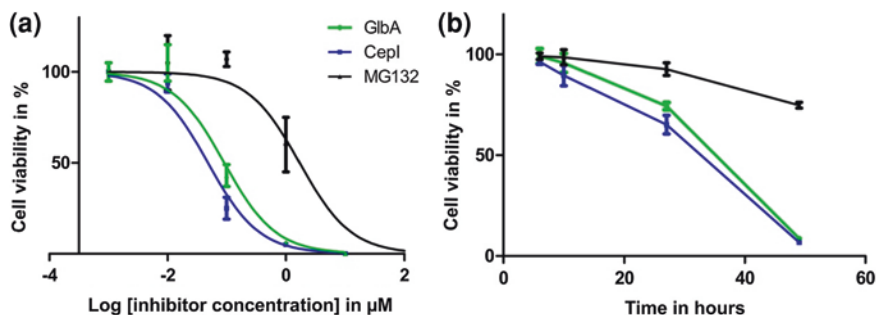 (a)
GlbA
CepI
MG132
Cell viability in %
100
50
-4
-2
0
2
Log [inhibitor concentration] in µM
(b)
Cell viability in %
100
50
0
0
20
40
60
Time in hours